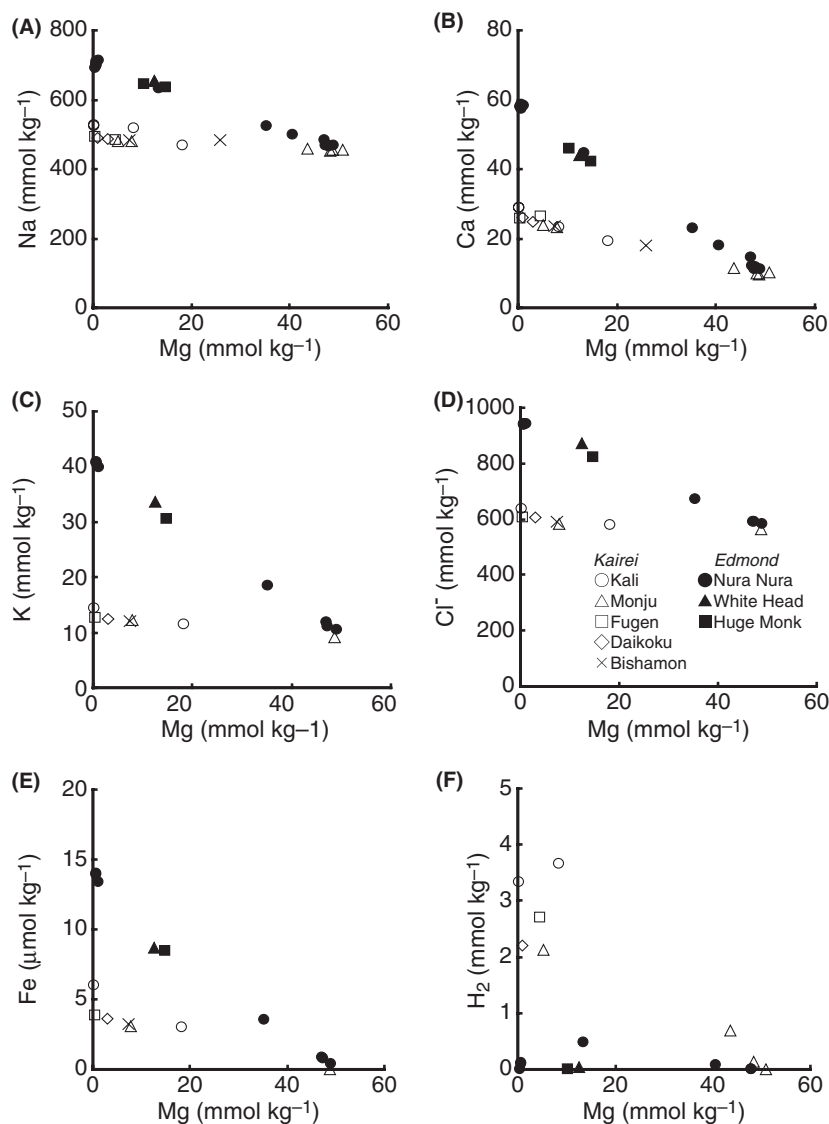 (A)
800
600
400
200
0
Na (mmol kg⁻¹)
0 20 40 60
Mg (mmol kg⁻¹)
(B)
80
60
40
20
0
Ca (mmol kg⁻¹)
0 20 40 60
Mg (mmol kg⁻¹)
(C)
50
40
30
20
10
0
K (mmol kg⁻¹)
0 20 40 60
Mg (mmol kg–1)
(D)
1000
800
600
400
200
0
Cl⁻ (mmol kg⁻¹)
Kairei Edmond
Kali Nura Nura
Monju White Head
Fugen Huge Monk
Daikoku
Bishamon
0 20 40 60
Mg (mmol kg⁻¹)
(E)
20
15
10
5
0
Fe (μmol kg⁻¹)
0 20 40 60
Mg (mmol kg⁻¹)
(F)
5
4
3
2
1
0
H₂ (mmol kg⁻¹)
0 20 40 60
Mg (mmol kg⁻¹)